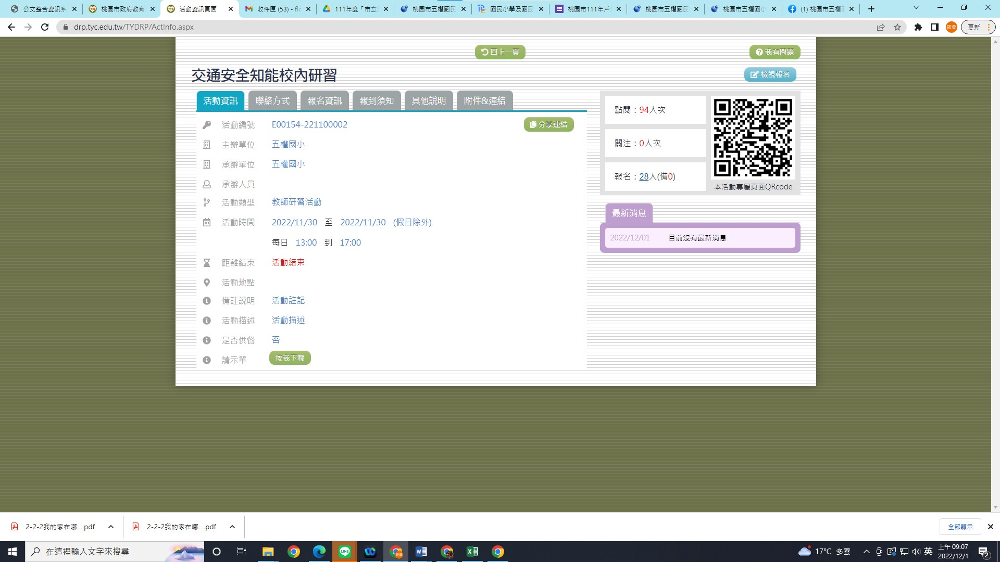 公文整合資訊系
桃園市政府教育
活動資訊頁面
收件匣 (53) - flo
111年度「市立
桃園市五權國民
國民小學及國民
桃園市111年戶
桃園市五權國民
桃園市五權國小
(1) 桃園市五權
drp.tyc.edu.tw/TYDRP/ActInfo.aspx
筱葉
更新
回上一頁
我有問題
交通安全知能校內研習
檢視報名
活動資訊
聯絡方式
報名資訊
報到須知
其他說明
附件&連結
活動編號 E00154-221100002
分享連結
主辦單位 五權國小
承辦單位 五權國小
承辦人員
活動類型 教師研習活動
活動時間 2022/11/30 至 2022/11/30 (假日除外)
每日 13:00 到 17:00
距離結束 活動結束
活動地點
備註說明 活動註記
活動描述 活動描述
是否供餐 否
請示單 按我下載
點閱：94人次
關注：0人次
報名：28人(備0)
本活動專屬頁面QRcode
最新消息
2022/12/01 目前沒有最新消息
2-2-2我的家在哪....pdf
2-2-2我的家在哪....pdf
全部顯示
在這裡輸入文字來搜尋
LINE
17°C 多雲
英
上午 09:07
2022/12/1
2